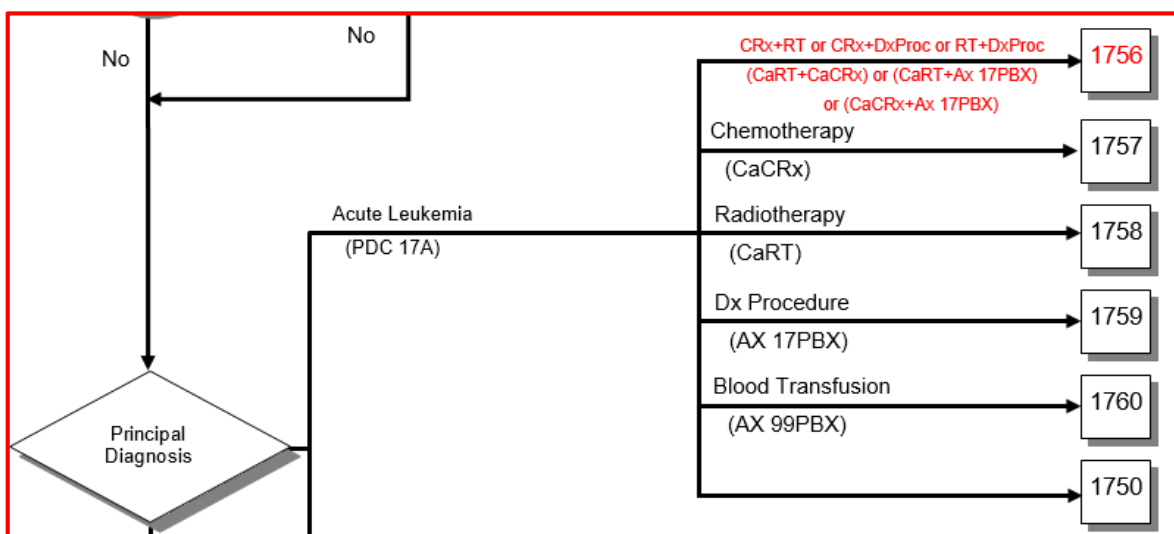 No
No
CRx+RT or CRx+DxProc or RT+DxProc
(CaRT+CaCRx) or (CaRT+Ax 17PBX)
or (CaCRx+Ax 17PBX)
1756
Chemotherapy
(CaCRx)
1757
Acute Leukemia
(PDC 17A)
Radiotherapy
(CaRT)
1758
Dx Procedure
(AX 17PBX)
1759
Blood Transfusion
(AX 99PBX)
1760
Principal
Diagnosis
1750